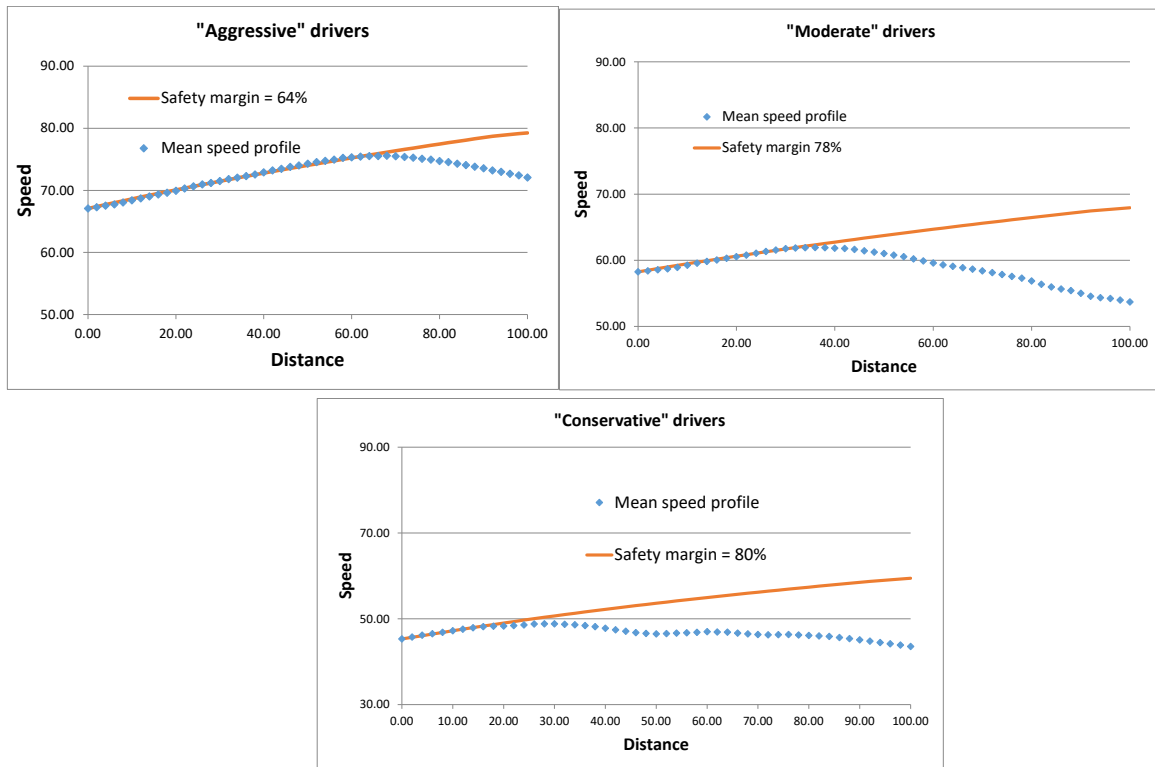 "Aggressive" drivers
90.00
80.00
70.00
60.00
50.00
Speed
Safety margin = 64%
Mean speed profile
0.00 20.00 40.00 60.00 80.00 100.00
Distance
"Moderate" drivers
90.00
80.00
70.00
60.00
50.00
Speed
Mean speed profile
Safety margin 78%
0.00 20.00 40.00 60.00 80.00 100.00
Distance
"Conservative" drivers
90.00
70.00
50.00
30.00
Speed
Mean speed profile
Safety margin = 80%
0.00 10.00 20.00 30.00 40.00 50.00 60.00 70.00 80.00 90.00 100.00
Distance